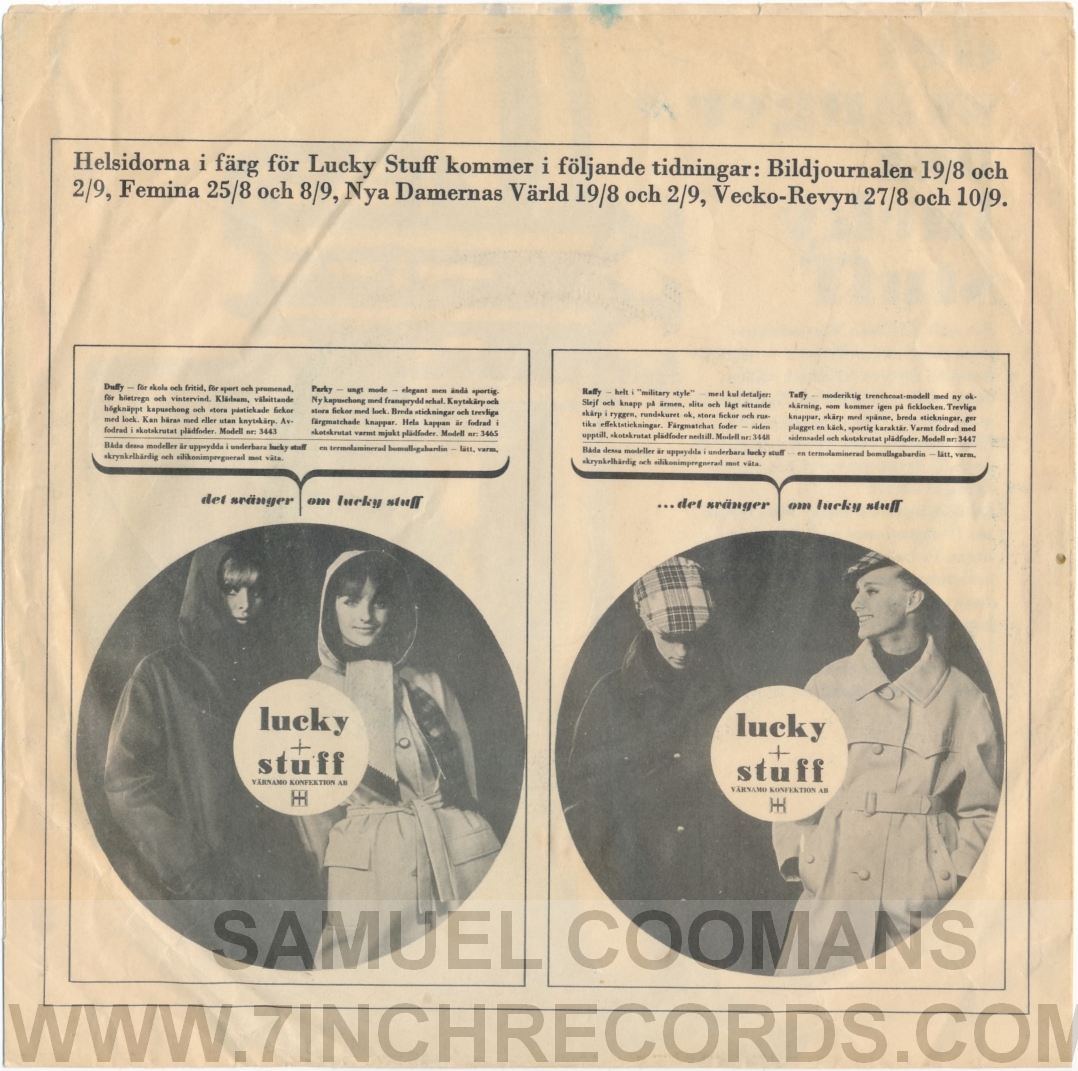 Helsidorna i färg för Lucky Stuff kommer i följande tidningar: Bildjournalen 19/8 och
2/9, Femina 25/8 och 8/9, Nya Damernas Värld 19/8 och 2/9, Vecko-Revyn 27/8 och 10/9.
Duffy — för skola och fritid, för sport och promenad,
för höstregn och vintervind. Klädsam, välsittande
högknäppt kapuschong och stora påstickade fickor
med lock. Kan bäras med eller utan knytskärp. Av-
fodrad i skotskrutat plädfoder. Modell nr: 3443
Parky — ungt mode — elegant men ändå sportig.
Ny kapuschong med fransprydd schal. Knytskärp och
stora fickor med lock. Breda stickningar och trevliga
färgmatchade knappar. Hela kappan är fodrad i
skotskrutat varmt mjukt plädfoder. Modell nr: 3465
Båda dessa modeller är uppsydda i underbara lucky stuff — en termolaminerad bomullsgabardin — lätt, varm,
skrynkelhärdig och silikonimpregnerad mot väta.
det svänger om lucky stuff
lucky
+
stuff
VÄRNAMO KONFEKTION AB
Raffy — helt i "military style" — med kul detaljer:
Slejf och knapp på ärmen, slits och lågt sittande
skärp i ryggen, rundskuret ok, stora fickor och rus-
tika effektstickningar. Färgmatchat foder — siden
upptill, skotskrutat plädfoder nedtill. Modell nr: 3448
Taffy — moderiktig trenchcoat-modell med ny ok-
skärning, som kommer igen på ficklocken. Trevliga
knappar, skärp med spänne, breda stickningar, ger
plagget en käck, sportig karaktär. Varmt fodrad med
sidensadel och skotskrutat plädfoder. Modell nr: 3447
Båda dessa modeller är uppsydda i underbara lucky stuff — en termolaminerad bomullsgabardin — lätt, varm,
skrynkelhärdig och silikonimpregnerad mot väta.
...det svänger om lucky stuff
lucky
+
stuff
VÄRNAMO KONFEKTION AB
SAMUEL COOMANS
WWW.7INCHRECORDS.COM